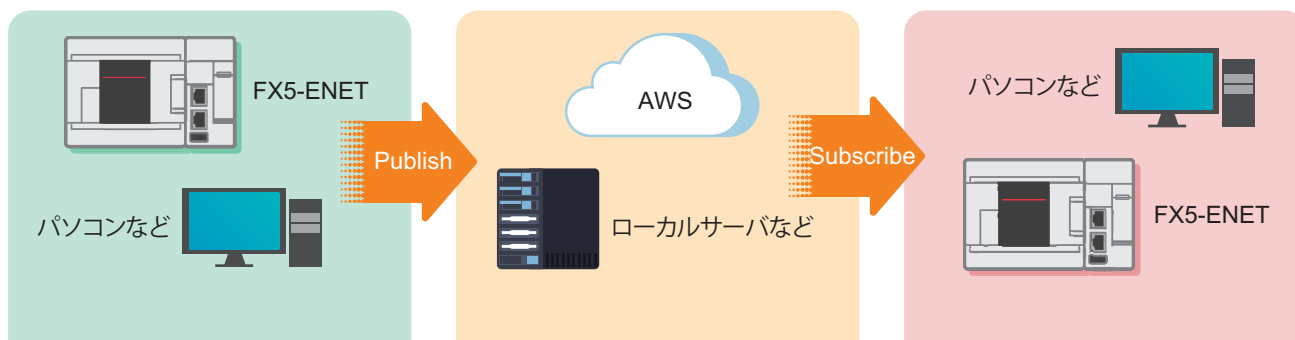 FX5-ENET
パソコンなど
Publish
AWS
ローカルサーバなど
Subscribe
パソコンなど
FX5-ENET